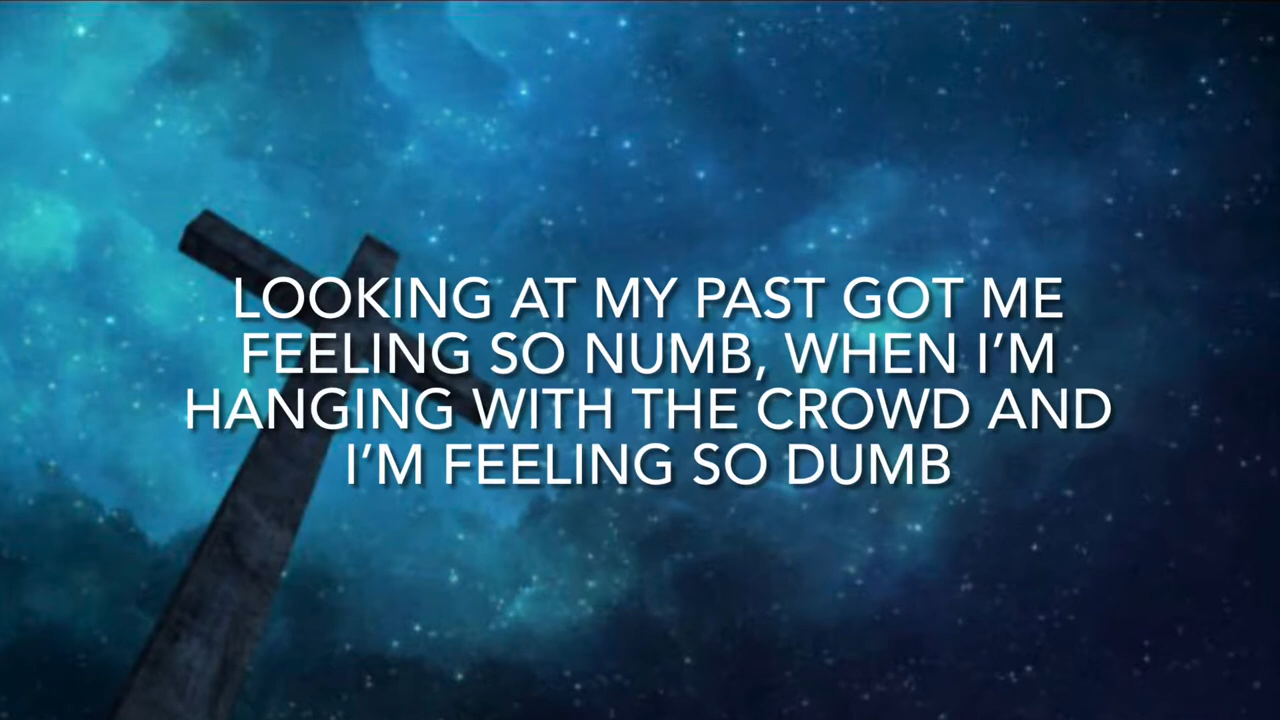 LOOKING AT MY PAST GOT ME
FEELING SO NUMB, WHEN I’M
HANGING WITH THE CROWD AND
I’M FEELING SO DUMB